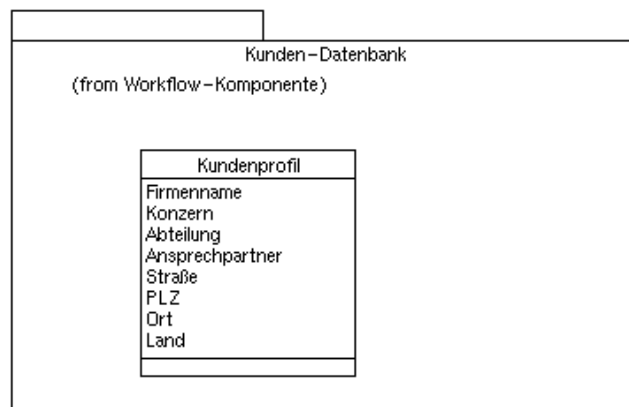 Kunden-Datenbank
(from Workflow-Komponente)
Kundenprofil
Firmenname
Konzern
Abteilung
Ansprechpartner
Straße
PLZ
Ort
Land